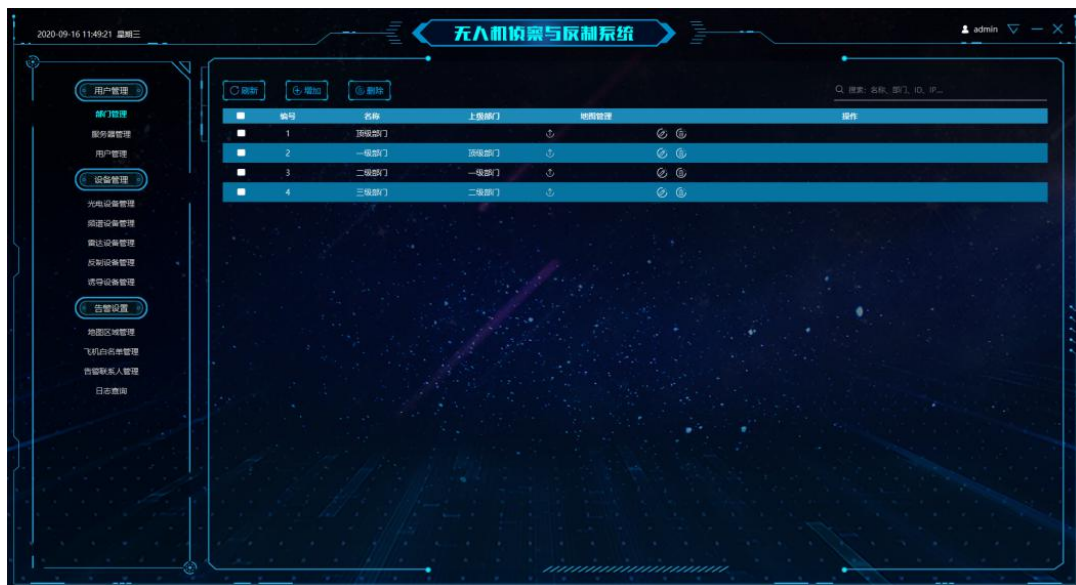 2020-09-16 11:49:21 星期三
无人机侦察与反制系统
admin
用户管理
部门管理
服务器管理
用户管理
设备管理
光电设备管理
频谱设备管理
雷达设备管理
反制设备管理
诱导设备管理
告警设置
地图区域管理
飞机白名单管理
告警联系人管理
日志查询
刷新 增加 删除
搜索: 名称、部门、ID、IP...
编号 名称 上级部门 地图管理 操作
1 顶级部门
2 一级部门 顶级部门
3 二级部门 一级部门
4 三级部门 二级部门